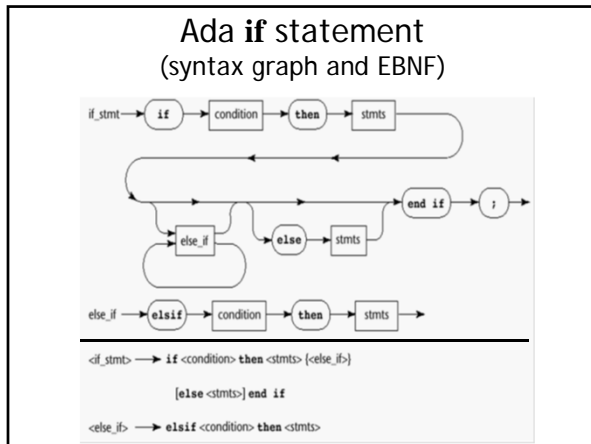 Ada if statement
(syntax graph and EBNF)
if_stmt if condition then stmts
end if ;
else_if else stmts
else_if elsif condition then stmts
<if_stmt> → if <condition> then <stmts> {<else_if>}
[else <stmts>] end if
<else_if> → elsif <condition> then <stmts>